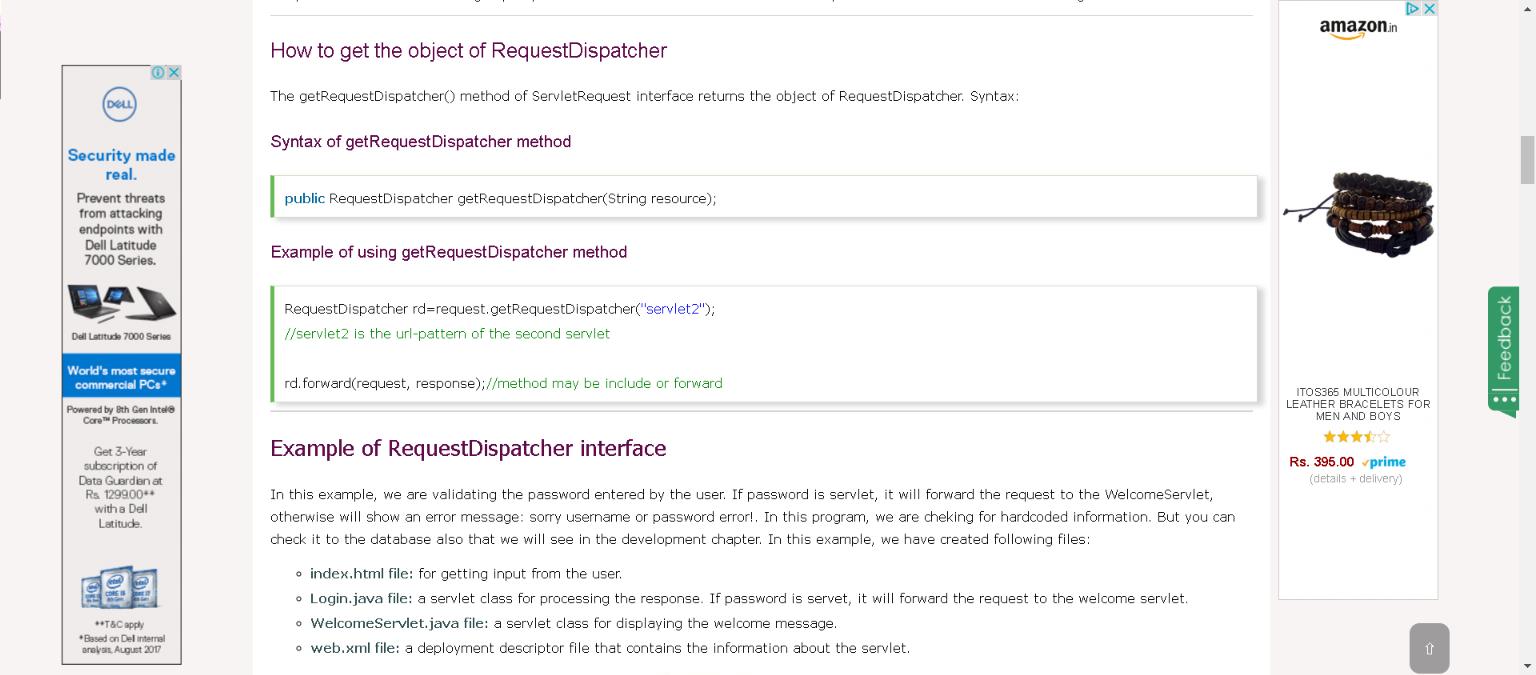 How to get the object of RequestDispatcher
The getRequestDispatcher() method of ServletRequest interface returns the object of RequestDispatcher. Syntax:
Syntax of getRequestDispatcher method
public RequestDispatcher getRequestDispatcher(String resource);
Example of using getRequestDispatcher method
RequestDispatcher rd=request.getRequestDispatcher("servlet2");
//servlet2 is the url-pattern of the second servlet
rd.forward(request, response);//method may be include or forward
Example of RequestDispatcher interface
In this example, we are validating the password entered by the user. If password is servlet, it will forward the request to the WelcomeServlet,
otherwise will show an error message: sorry username or password error!. In this program, we are cheking for hardcoded information. But you can
check it to the database also that we will see in the development chapter. In this example, we have created following files:
index.html file: for getting input from the user.
Login.java file: a servlet class for processing the response. If password is servet, it will forward the request to the welcome servlet.
WelcomeServlet.java file: a servlet class for displaying the welcome message.
web.xml file: a deployment descriptor file that contains the information about the servlet.
DELL
Security made
real.
Prevent threats
from attacking
endpoints with
Dell Latitude
7000 Series.
Dell Latitude 7000 Series
World's most secure
commercial PCs*
Powered by 8th Gen Intel®
Core™ Processors.
Get 3-Year
subscription of
Data Guardian at
Rs. 1299.00**
with a Dell
Latitude.
**T&C apply
*Based on Dell internal
analysis, August 2017
amazon.in
ITOS365 MULTICOLOUR
LEATHER BRACELETS FOR
MEN AND BOYS
Rs. 395.00 prime
(details + delivery)
Feedback